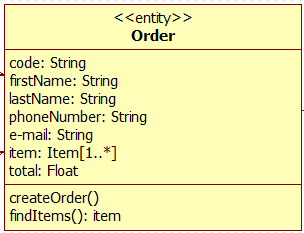 <<entity>>
Order
code: String
firstName: String
lastName: String
phoneNumber: String
e-mail: String
item: Item[1..*]
total: Float
createOrder()
findItems(): item